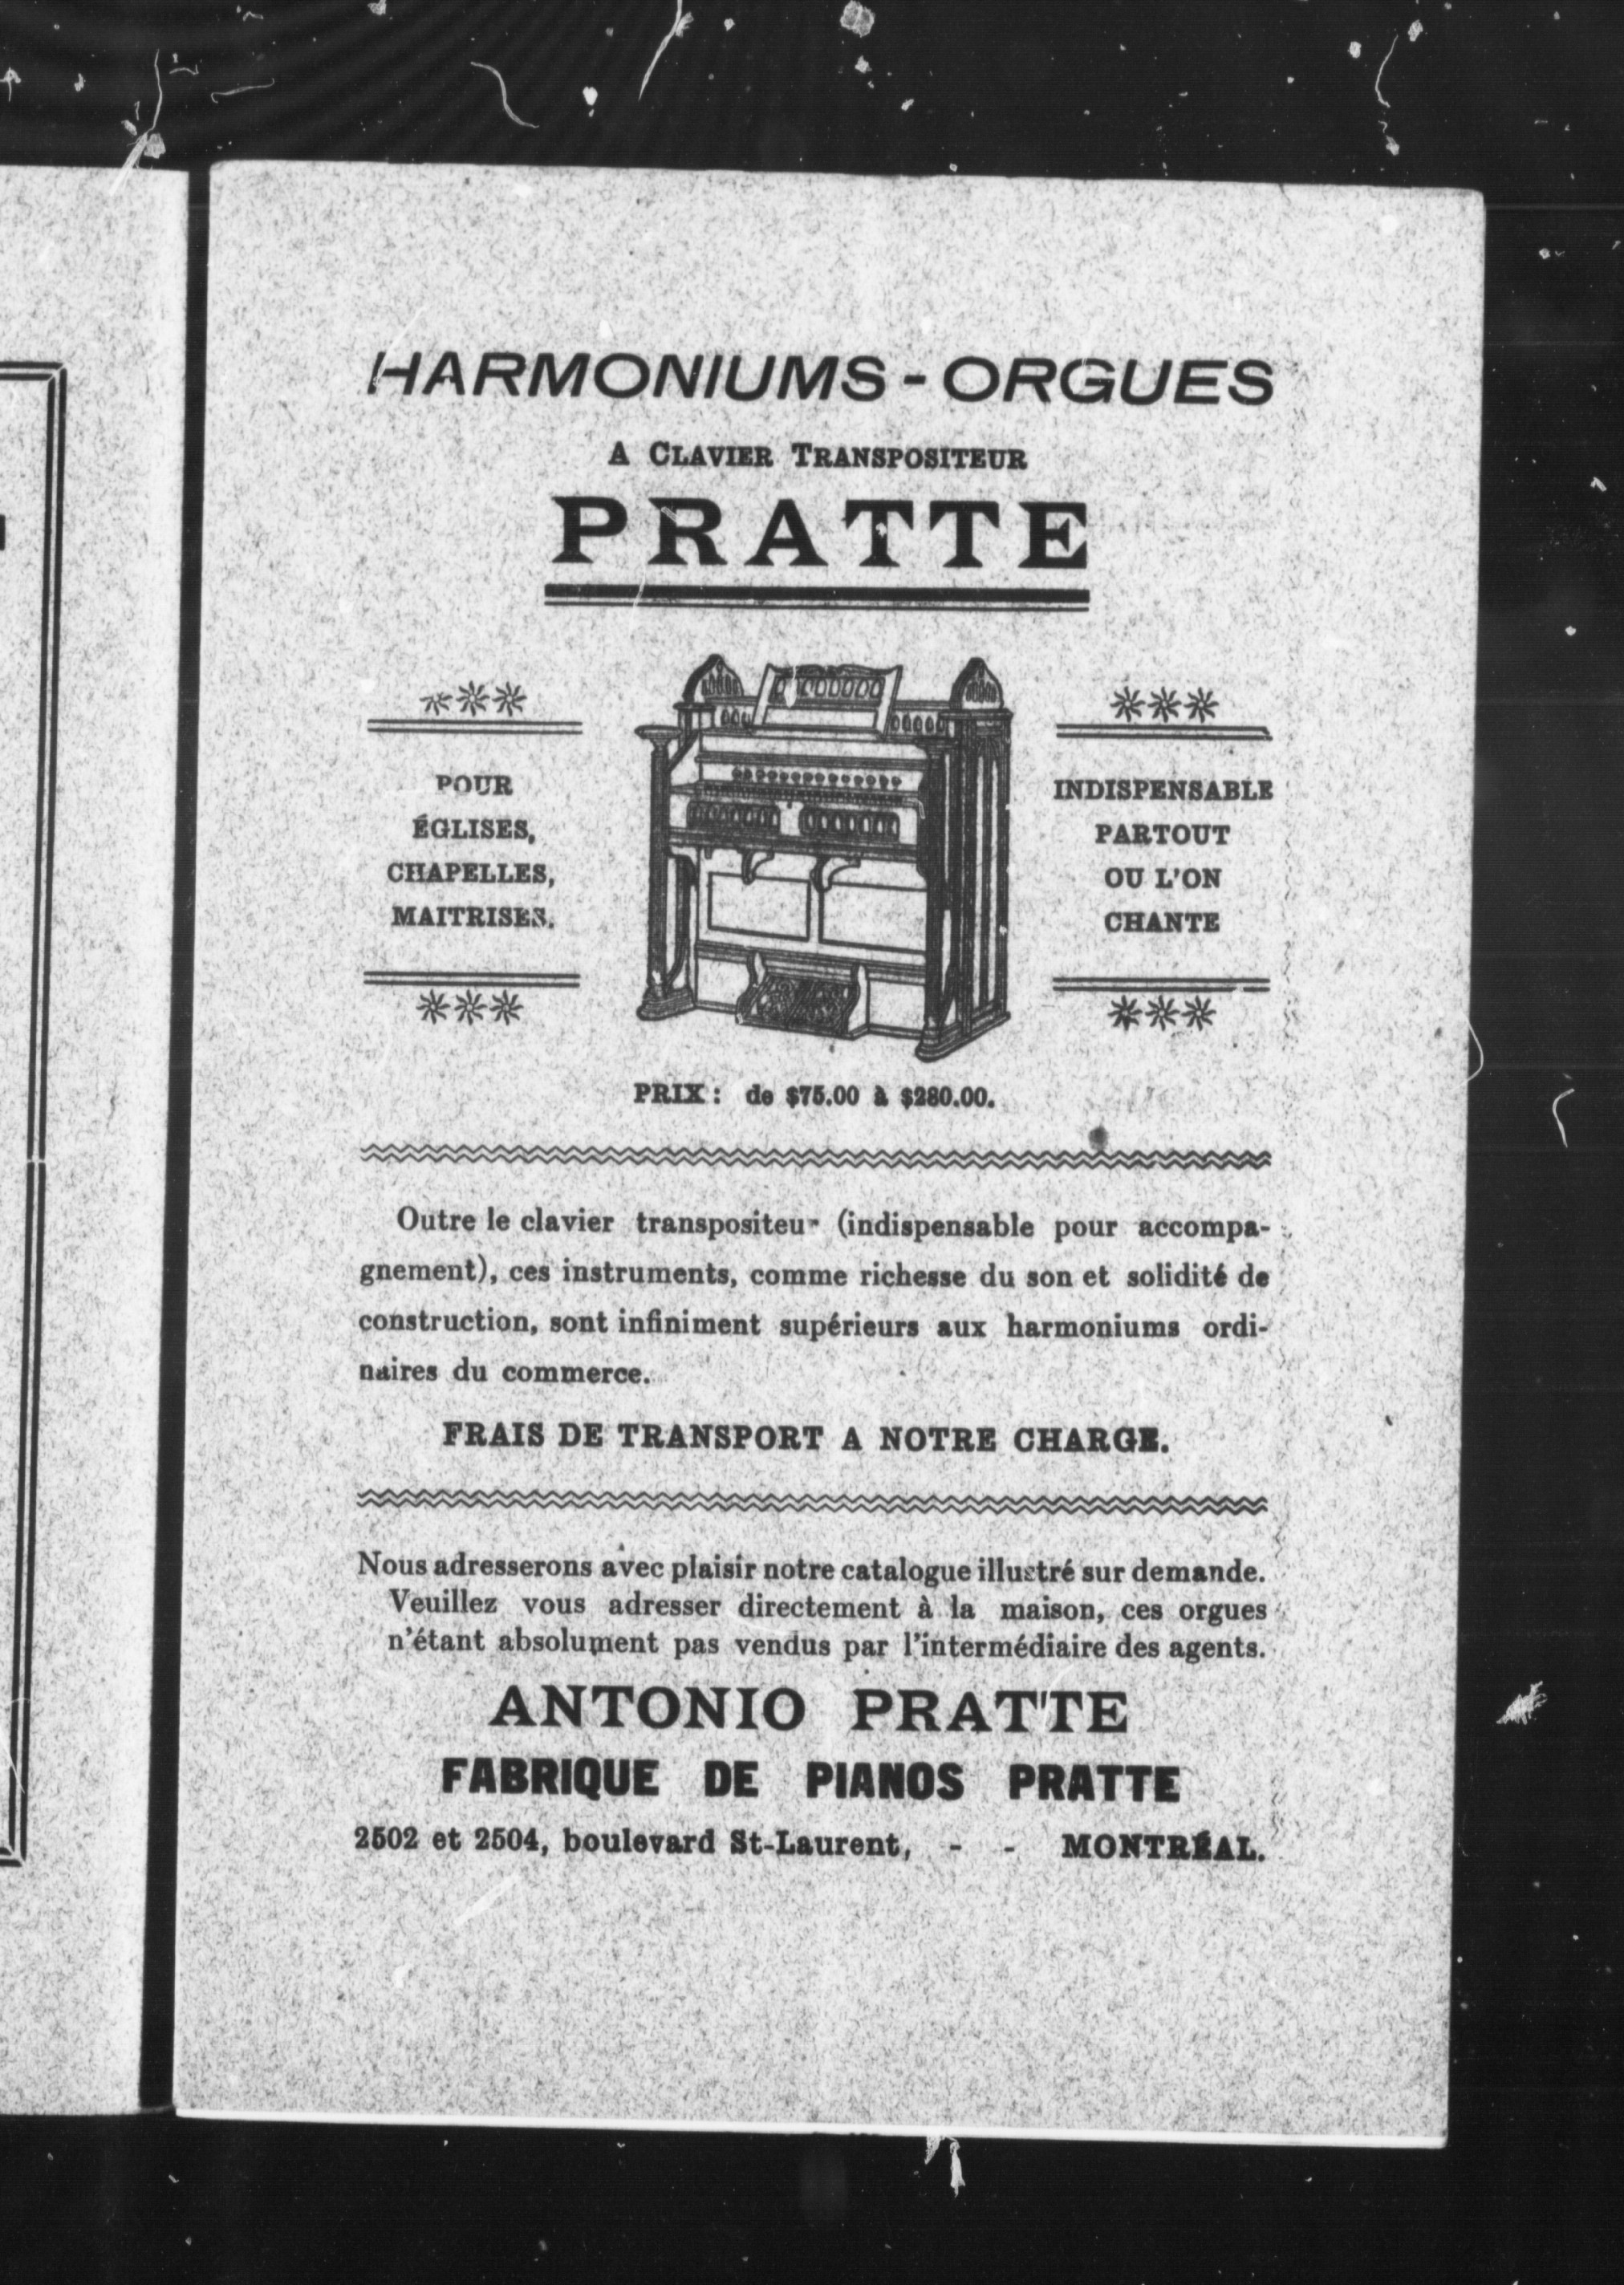 HARMONIUMS - ORGUES
A CLAVIER TRANSPOSITEUR
PRATTE
POUR
ÉGLISES,
CHAPELLES,
MAITRISES.
INDISPENSABLE
PARTOUT
OU L'ON
CHANTE
PRIX : de $75.00 à $280.00.
Outre le clavier transpositeur (indispensable pour accompa-
gnement), ces instruments, comme richesse du son et solidité de
construction, sont infiniment supérieurs aux harmoniums ordi-
naires du commerce.
FRAIS DE TRANSPORT A NOTRE CHARGE.
Nous adresserons avec plaisir notre catalogue illustré sur demande.
Veuillez vous adresser directement à la maison, ces orgues
n'étant absolument pas vendus par l'intermédiaire des agents.
ANTONIO PRATTE
FABRIQUE DE PIANOS PRATTE
2502 et 2504, boulevard St-Laurent, - - MONTRÉAL.